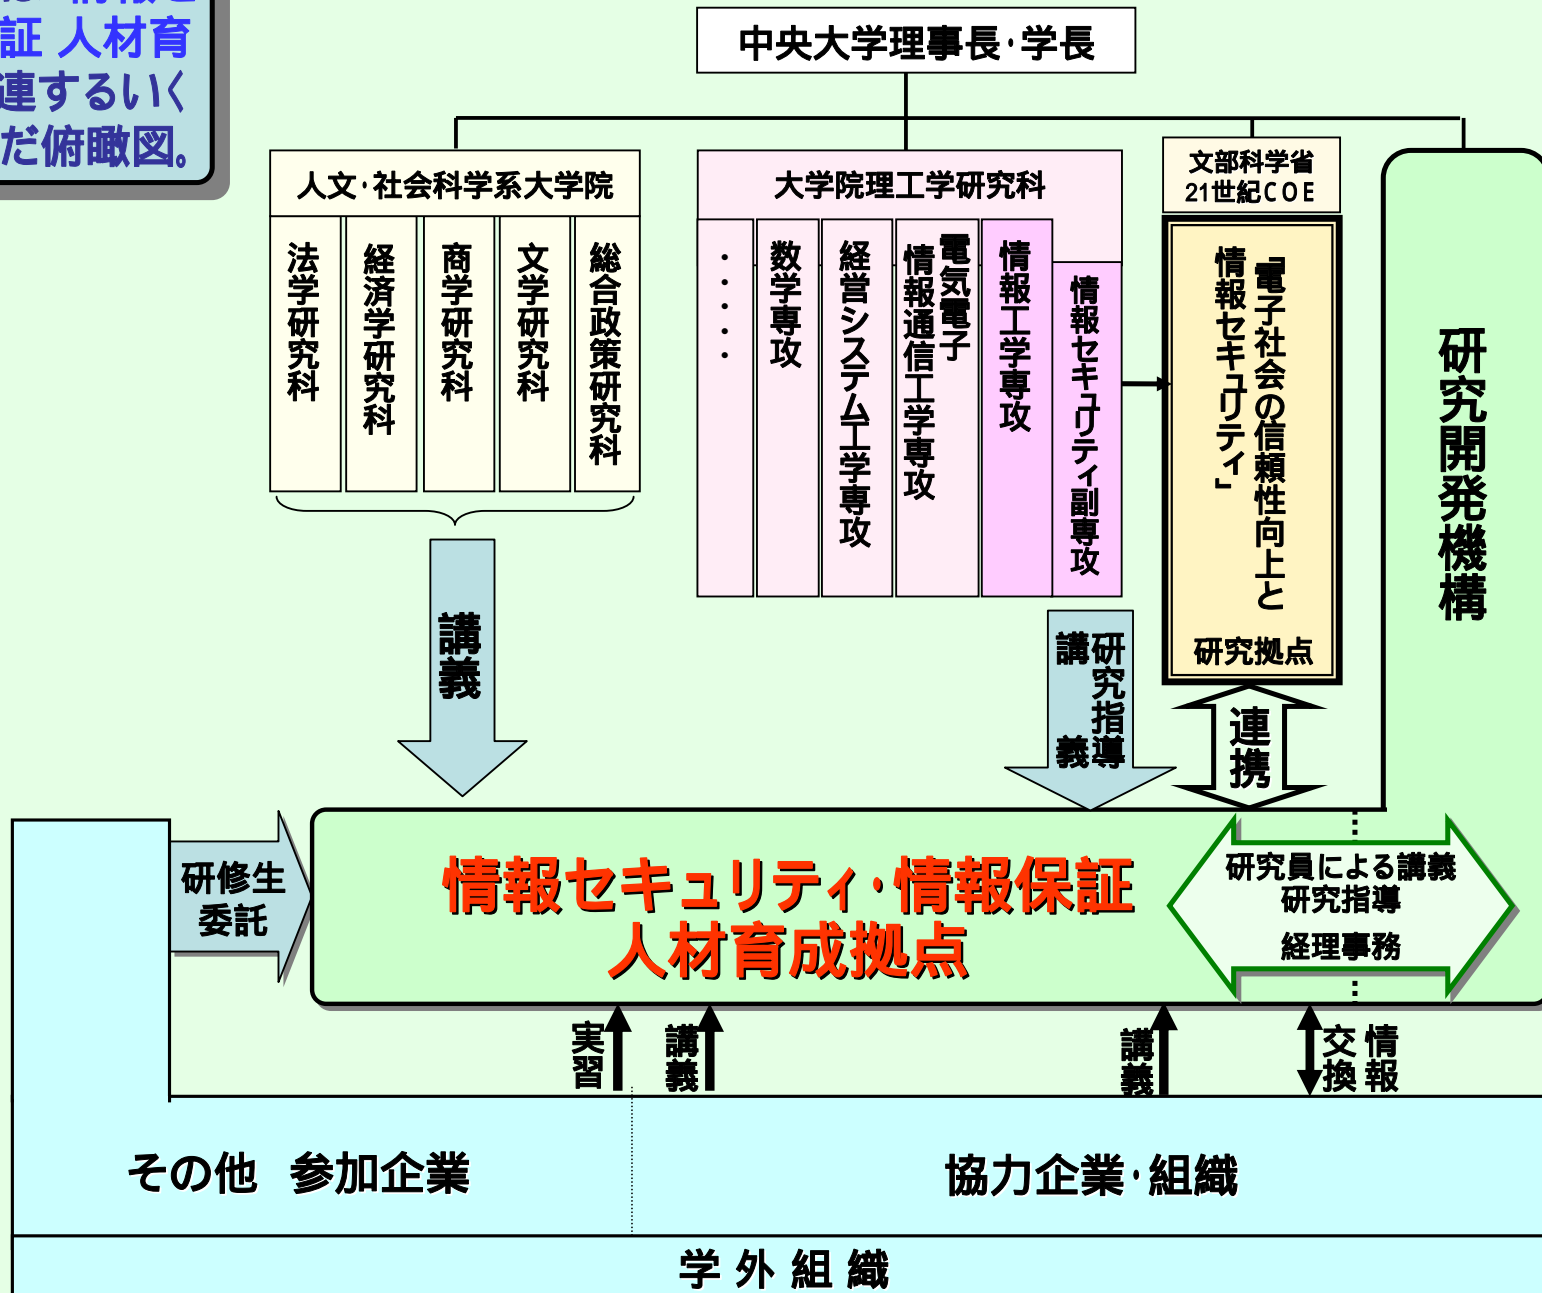 情報セ
証 人材育
連するいく
だ俯瞰図。
中央大学理事長・学長
人文・社会科学系大学院
法学研究科
経済学研究科
商学研究科
文学研究科
総合政策研究科
大学院理工学研究科
・・・・・
数学専攻
経営システム工学専攻
電気電子
情報通信工学専攻
情報工学専攻
情報セキュリティ副専攻
文部科学省
21世紀COE
『電子社会の信頼性向上と
情報セキュリティ」
研究拠点
研究開発機構
講義
研究指導
講義
連携
研修生
委託
情報セキュリティ・情報保証
人材育成拠点
研究員による講義
研究指導
経理事務
実習
講義
講義
情報
交換
その他 参加企業
協力企業・組織
学外組織